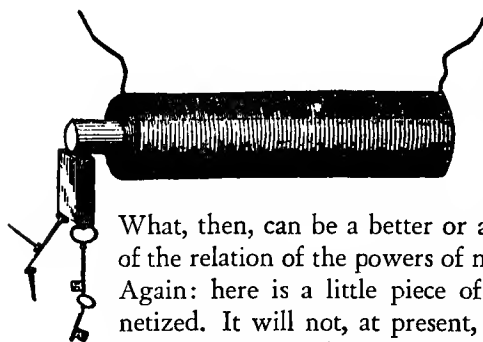 What, then, can be a better or a
of the relation of the powers of n
Again: here is a little piece of
netized. It will not, at present,